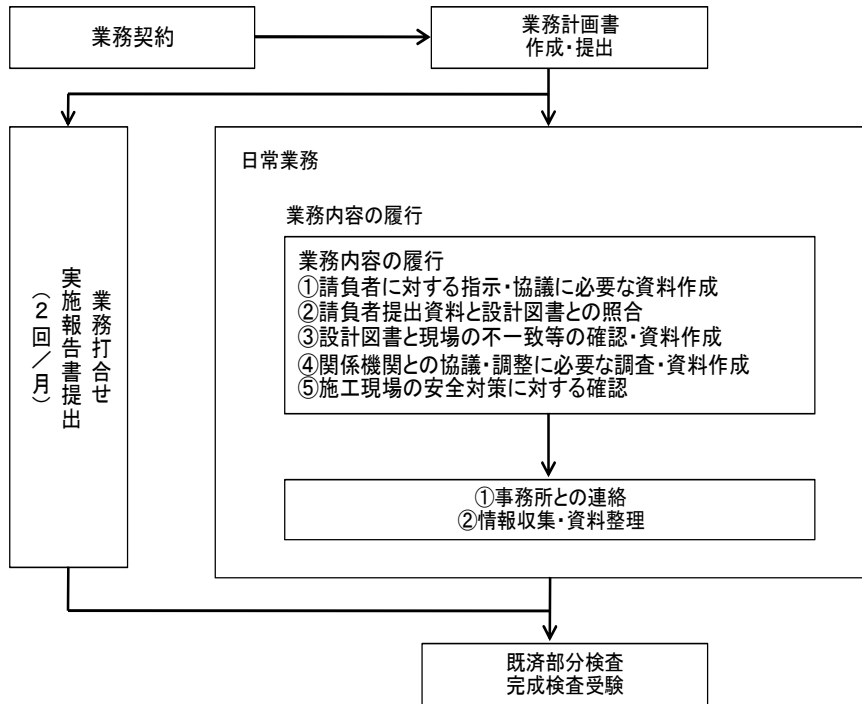 業務契約
業務計画書
作成・提出
業務打合せ
実施報告書提出
(２回／月)
日常業務
業務内容の履行
業務内容の履行
①請負者に対する指示・協議に必要な資料作成
②請負者提出資料と設計図書との照合
③設計図書と現場の不一致等の確認・資料作成
④関係機関との協議・調整に必要な調査・資料作成
⑤施工現場の安全対策に対する確認
①事務所との連絡
②情報収集・資料整理
既済部分検査
完成検査受験